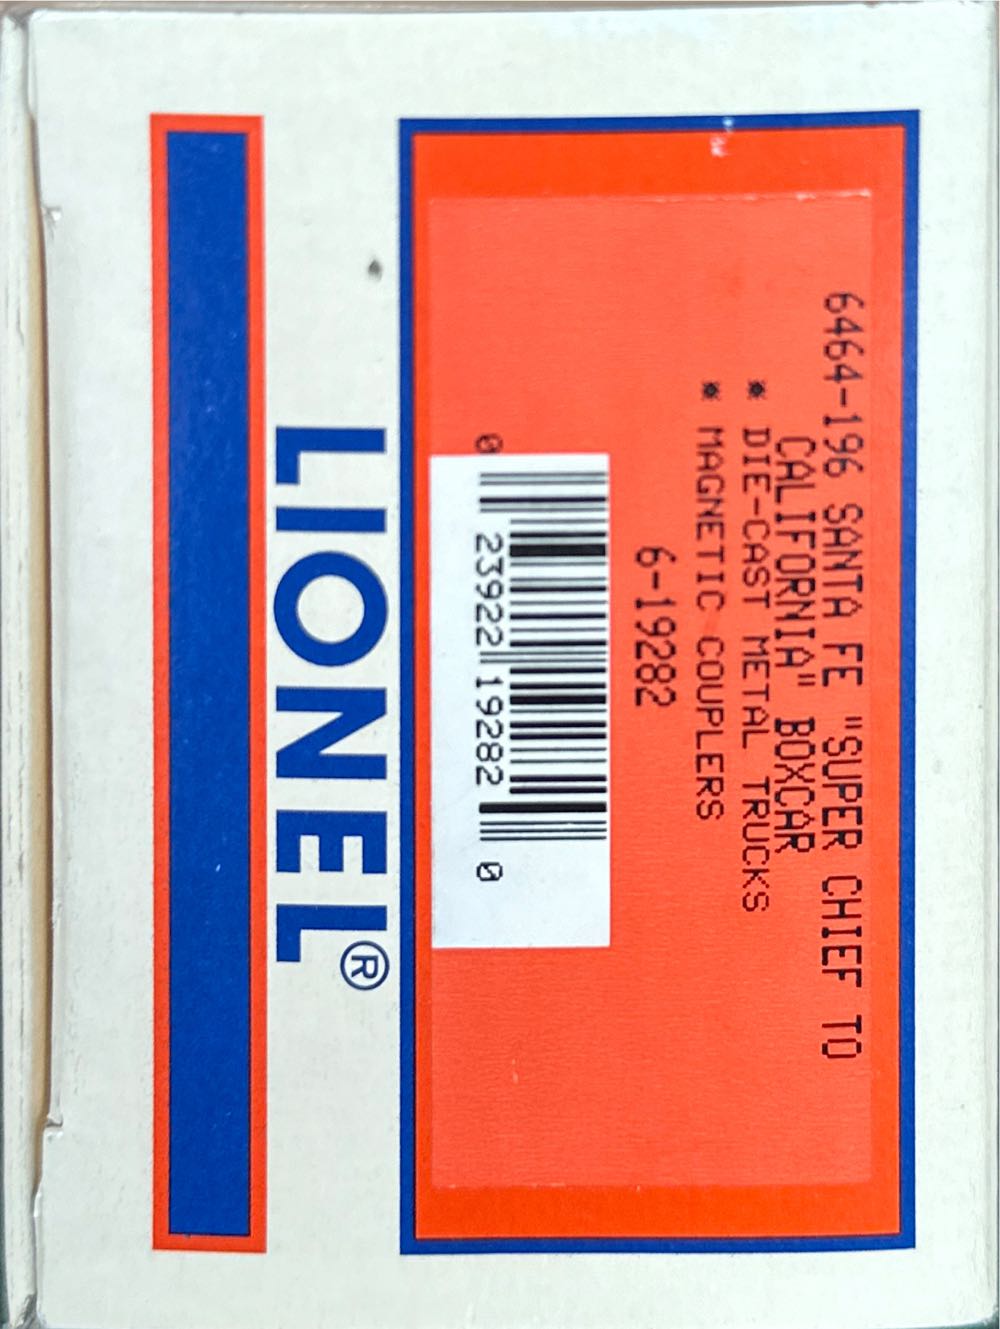 6464-196 SANTA FE "SUPER CHIEF TO
CALIFORNIA" BOXCAR
* DIE-CAST METAL TRUCKS
* MAGNETIC COUPLERS
6-19282
0 23922 19282 0
LIONEL®